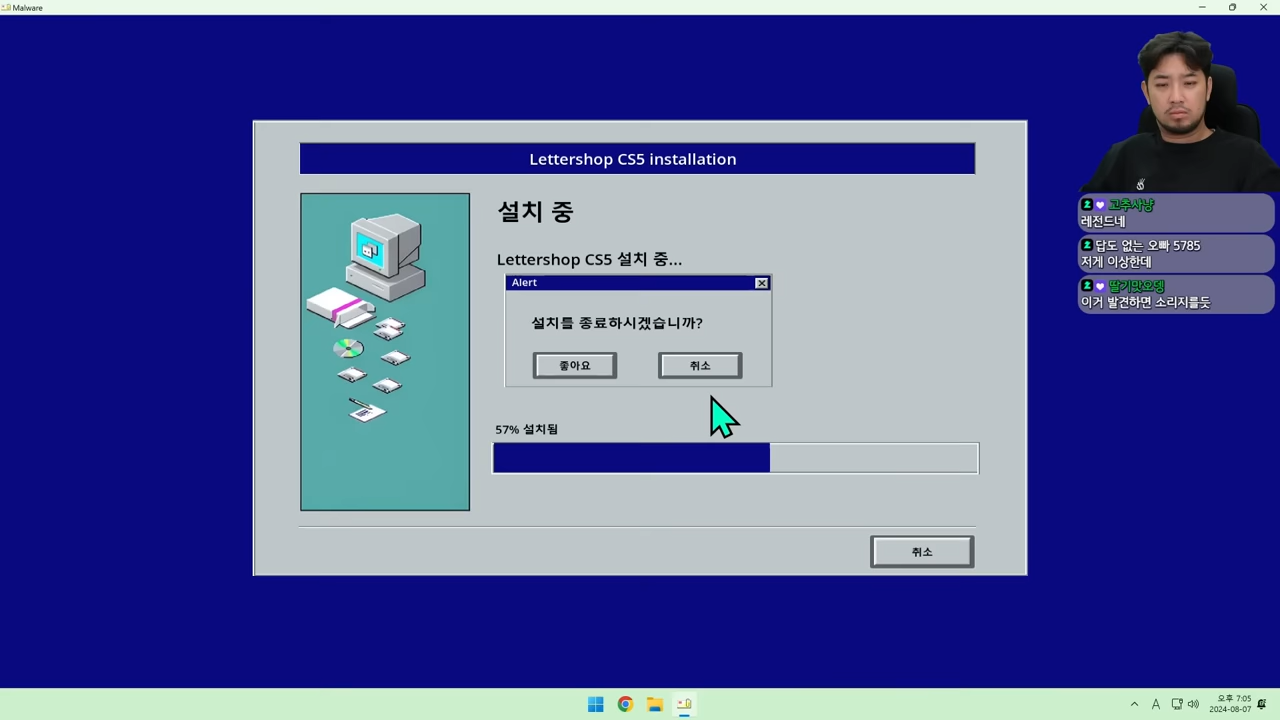 Malware
Lettershop CS5 installation
설치 중
Lettershop CS5 설치 중...
Alert
설치를 종료하시겠습니까?
좋아요
취소
57% 설치됨
취소
고추사냥
레전드네
답도 없는 오빠 5785
저게 이상한데
딸기맛오뎅
이거 발견하면 소리지를듯
A
오후 7:05
2024-08-07